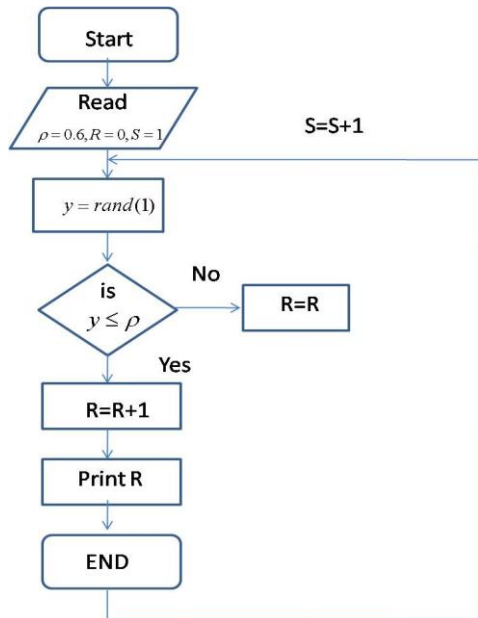 Start
Read
ρ=0.6,R=0,S=1
S=S+1
y=rand(1)
is
y≤ρ
No
R=R
Yes
R=R+1
Print R
END